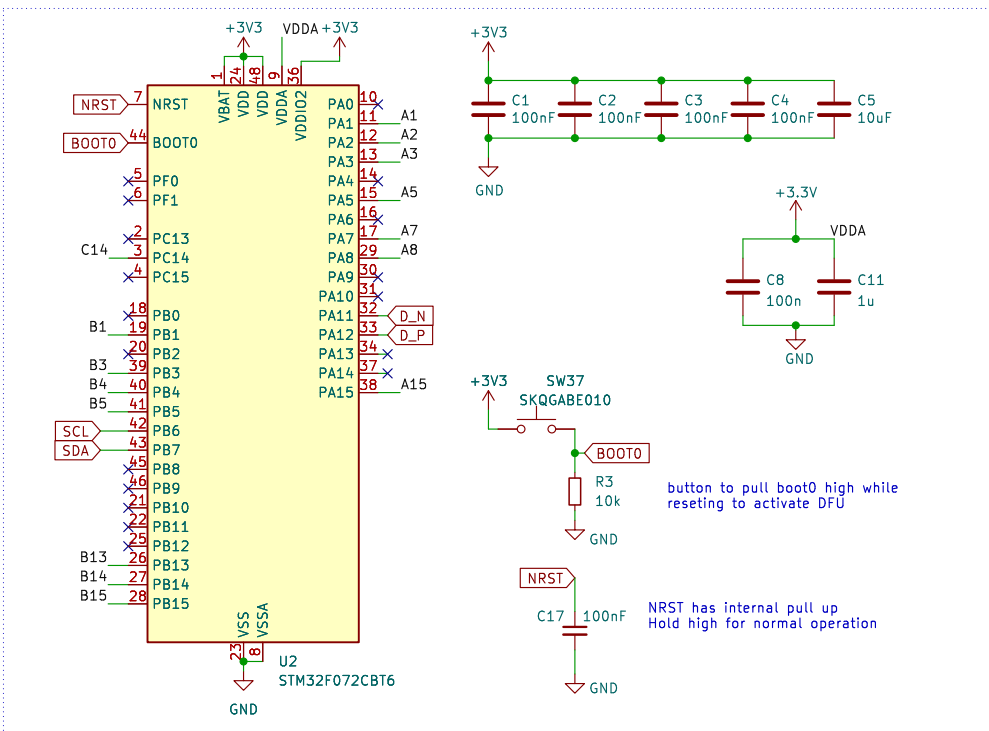 +3V3
VDDA
+3V3
1
24
48
9
36
VBAT
VDD
VDD
VDDA
VDDIO2
NRST
7
NRST
BOOT0
44
BOOT0
5
PF0
6
PF1
2
PC13
C14
3
PC14
4
PC15
18
PB0
B1
19
PB1
20
PB2
B3
39
PB3
B4
40
PB4
B5
41
PB5
SCL
42
PB6
SDA
43
PB7
45
PB8
46
PB9
21
PB10
22
PB11
25
PB12
B13
26
PB13
B14
27
PB14
B15
28
PB15
PA0
10
PA1
11
A1
PA2
12
A2
PA3
13
A3
PA4
14
PA5
15
A5
PA6
16
PA7
17
A7
PA8
29
A8
PA9
30
PA10
31
PA11
32
D_N
PA12
33
D_P
PA13
34
PA14
37
PA15
38
A15
VSS
VSSA
23
8
U2
STM32F072CBT6
GND
+3V3
C1
100nF
C2
100nF
C3
100nF
C4
100nF
C5
10uF
GND
+3.3V
VDDA
C8
100n
C11
1u
GND
+3V3
SW37
SKQGABE010
BOOT0
R3
10k
GND
button to pull boot0 high while
reseting to activate DFU
NRST
C17
100nF
GND
NRST has internal pull up
Hold high for normal operation